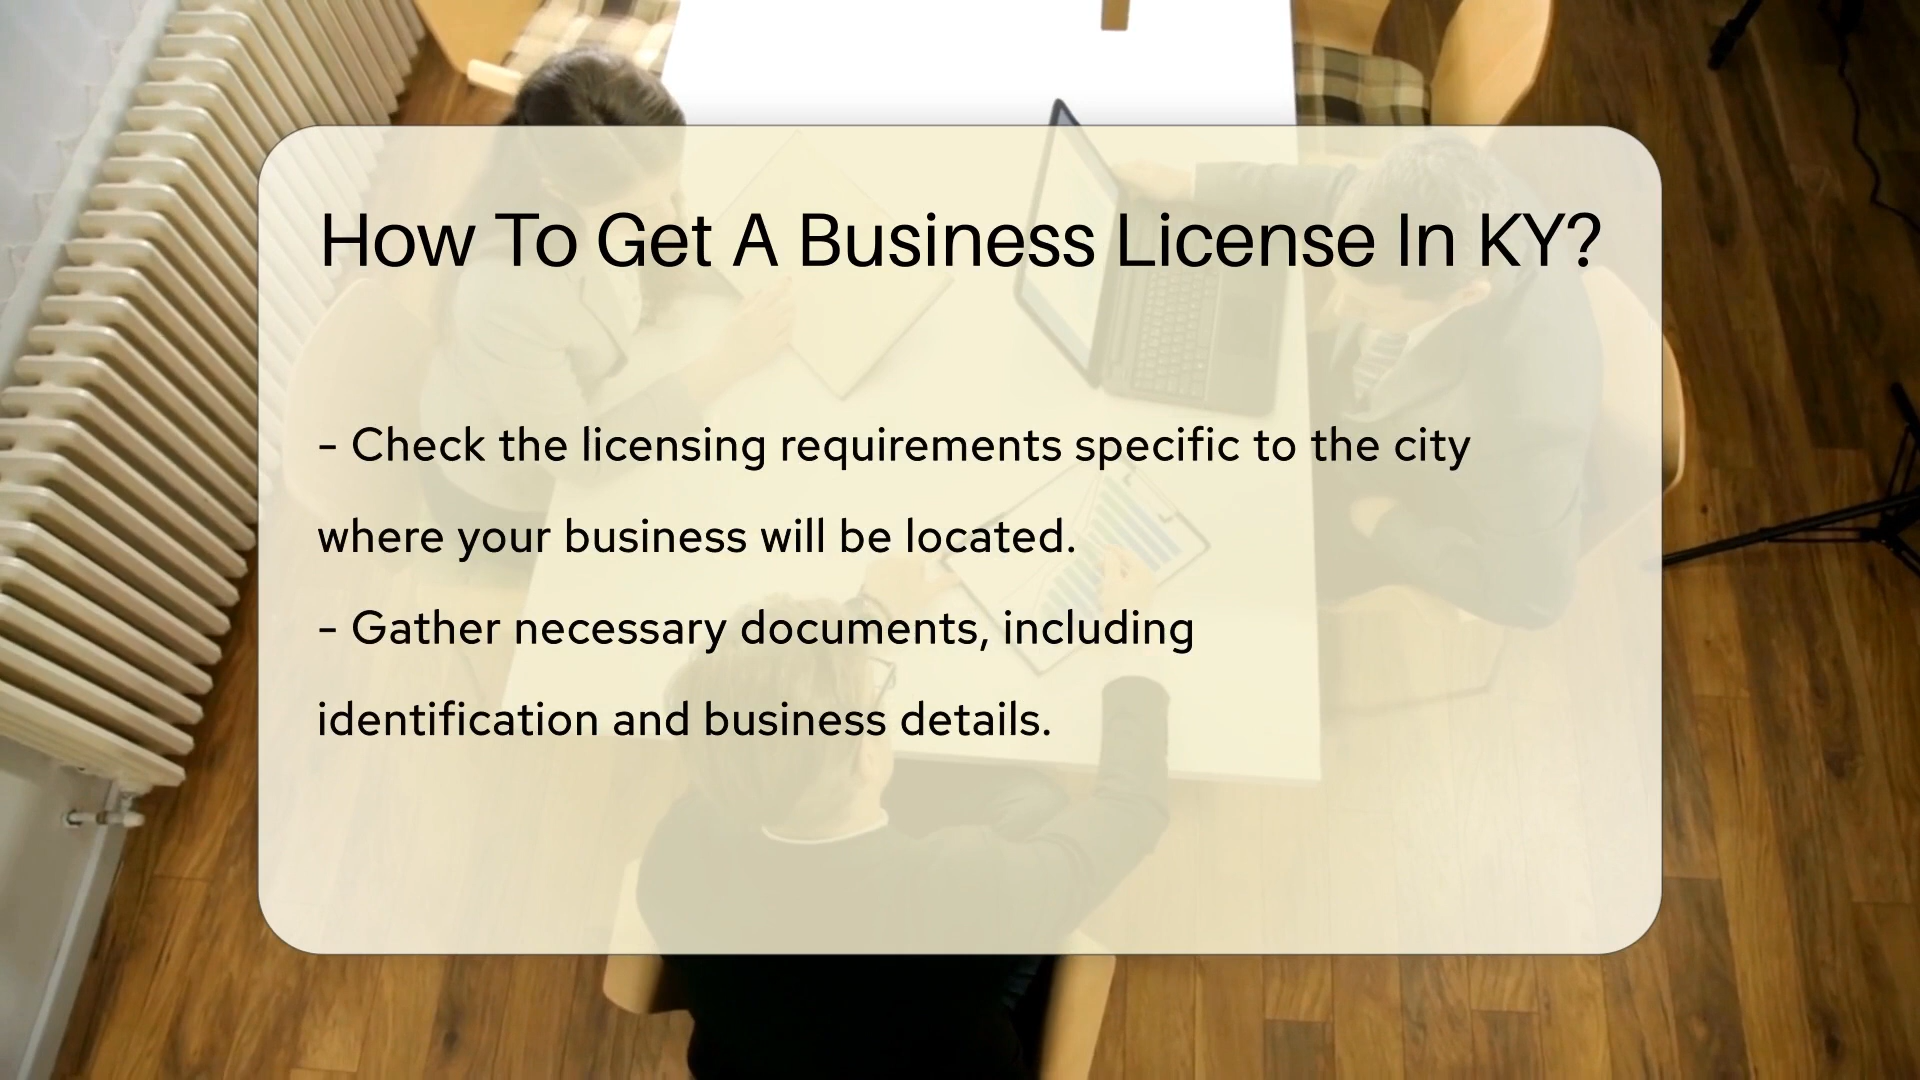 How To Get A Business License In KY?
- Check the licensing requirements specific to the city
where your business will be located.
- Gather necessary documents, including
identification and business details.